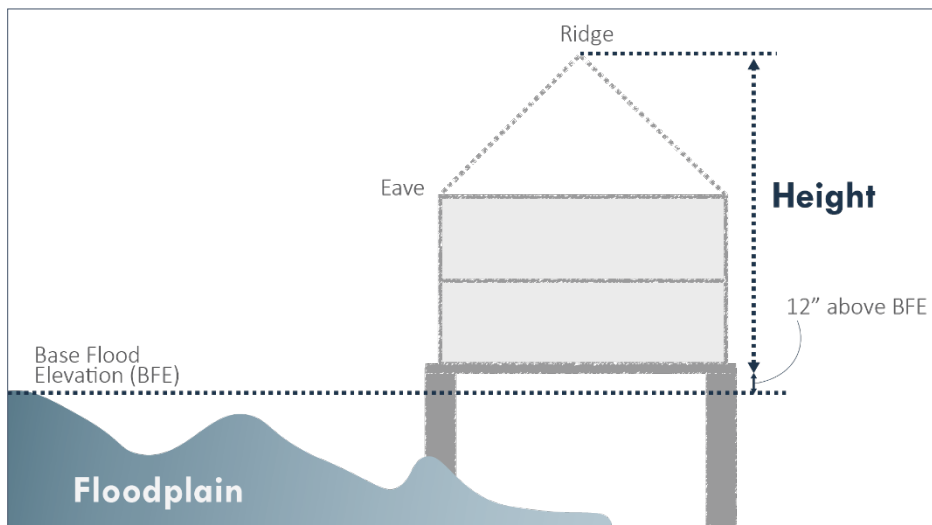 Ridge
Eave
Height
12” above BFE
Base Flood
Elevation (BFE)
Floodplain